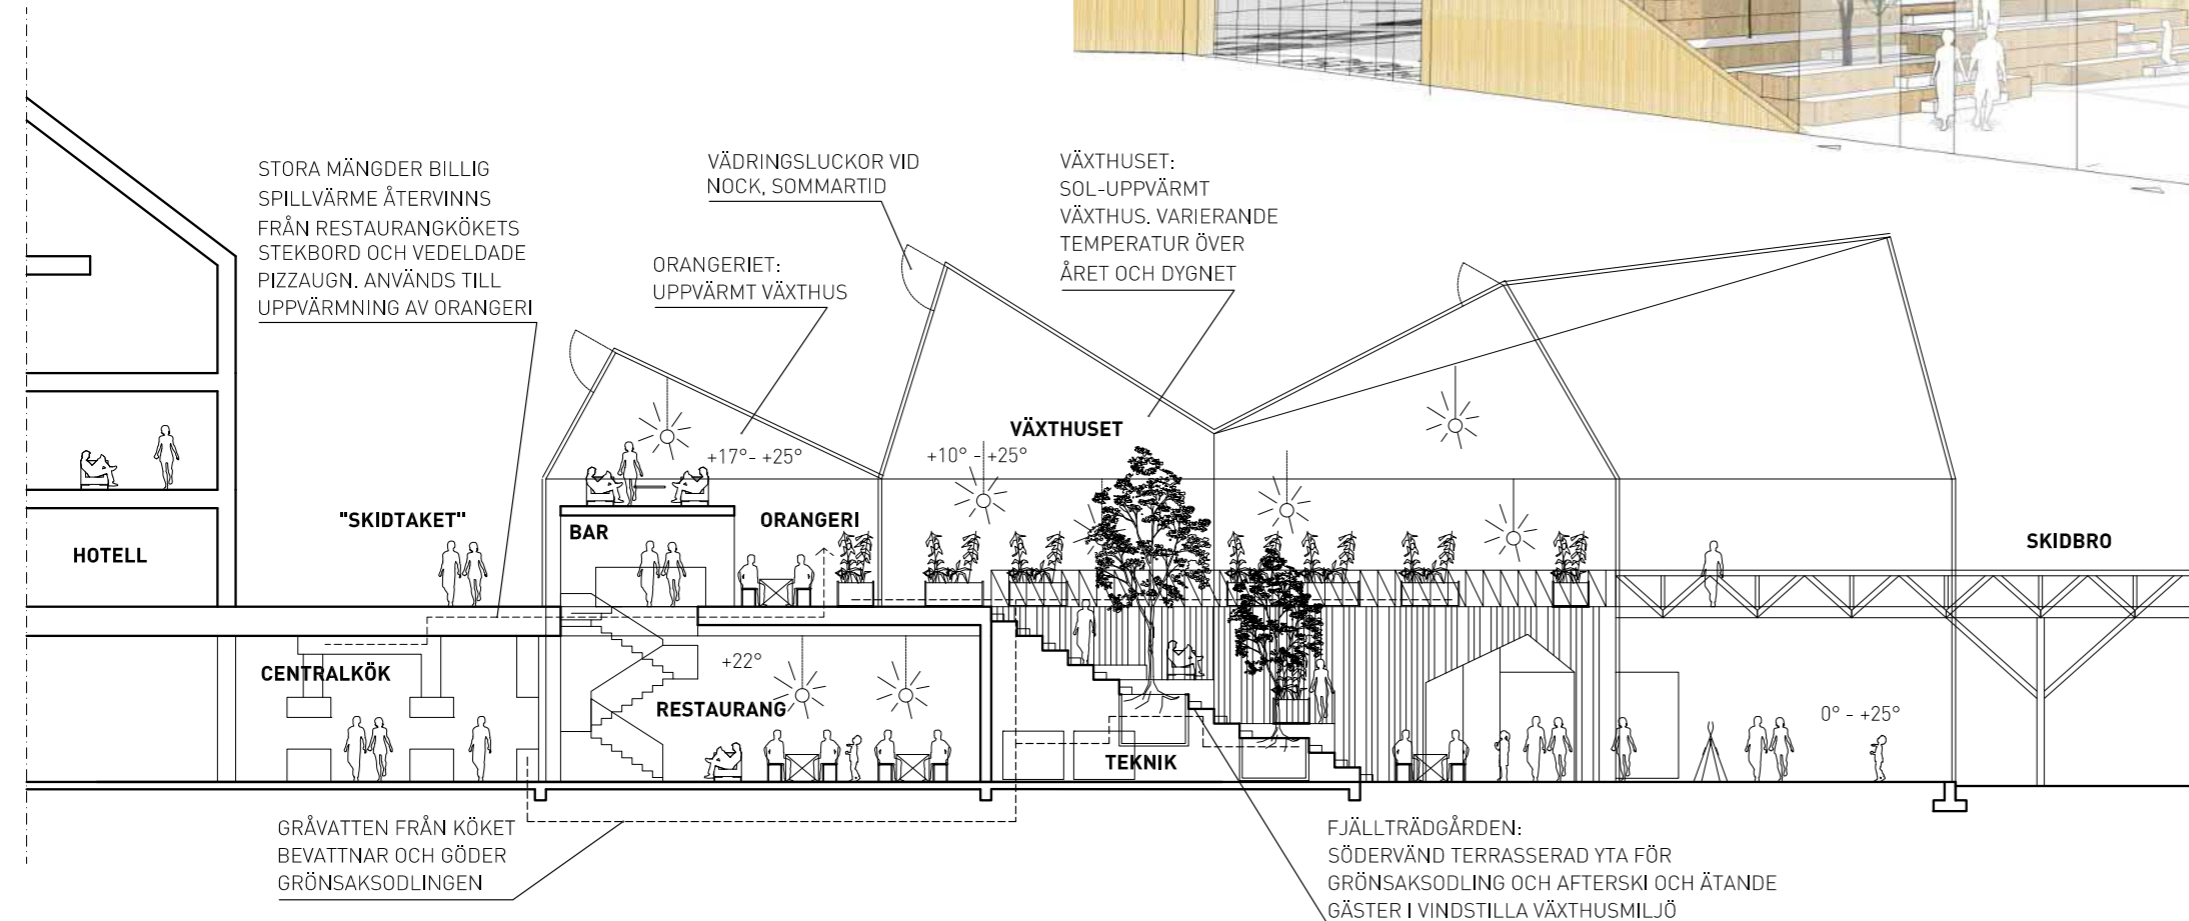 STORA MÄNGDER BILLIG
SPILLVÄRME ÅTERVINNS
FRÅN RESTAURANGKÖKETS
STEKBORD OCH VEDELDADE
PIZZAUGN. ANVÄNDS TILL
UPPVÄRMNING AV ORANGERI
VÄDRINGSLUCKOR VID
NOCK, SOMMARTID
ORANGERIET:
UPPVÄRMT VÄXTHUS
VÄXTHUSET:
SOL-UPPVÄRMT
VÄXTHUS. VARIERANDE
TEMPERATUR ÖVER
ÅRET OCH DYGNET
VÄXTHUSET
+17°- +25°
+10° - +25°
"SKIDTAKET"
BAR
ORANGERI
HOTELL
SKIDBRO
CENTRALKÖK
+22°
RESTAURANG
TEKNIK
0° - +25°
GRÅVATTEN FRÅN KÖKET
BEVATTNAR OCH GÖDER
GRÖNSAKSODLINGEN
FJÄLLTRÄDGÅRDEN:
SÖDERVÄND TERRASSERAD YTA FÖR
GRÖNSAKSODLING OCH AFTERSKI OCH ÄTANDE
GÄSTER I VINDSTILLA VÄXTHUSMILJÖ